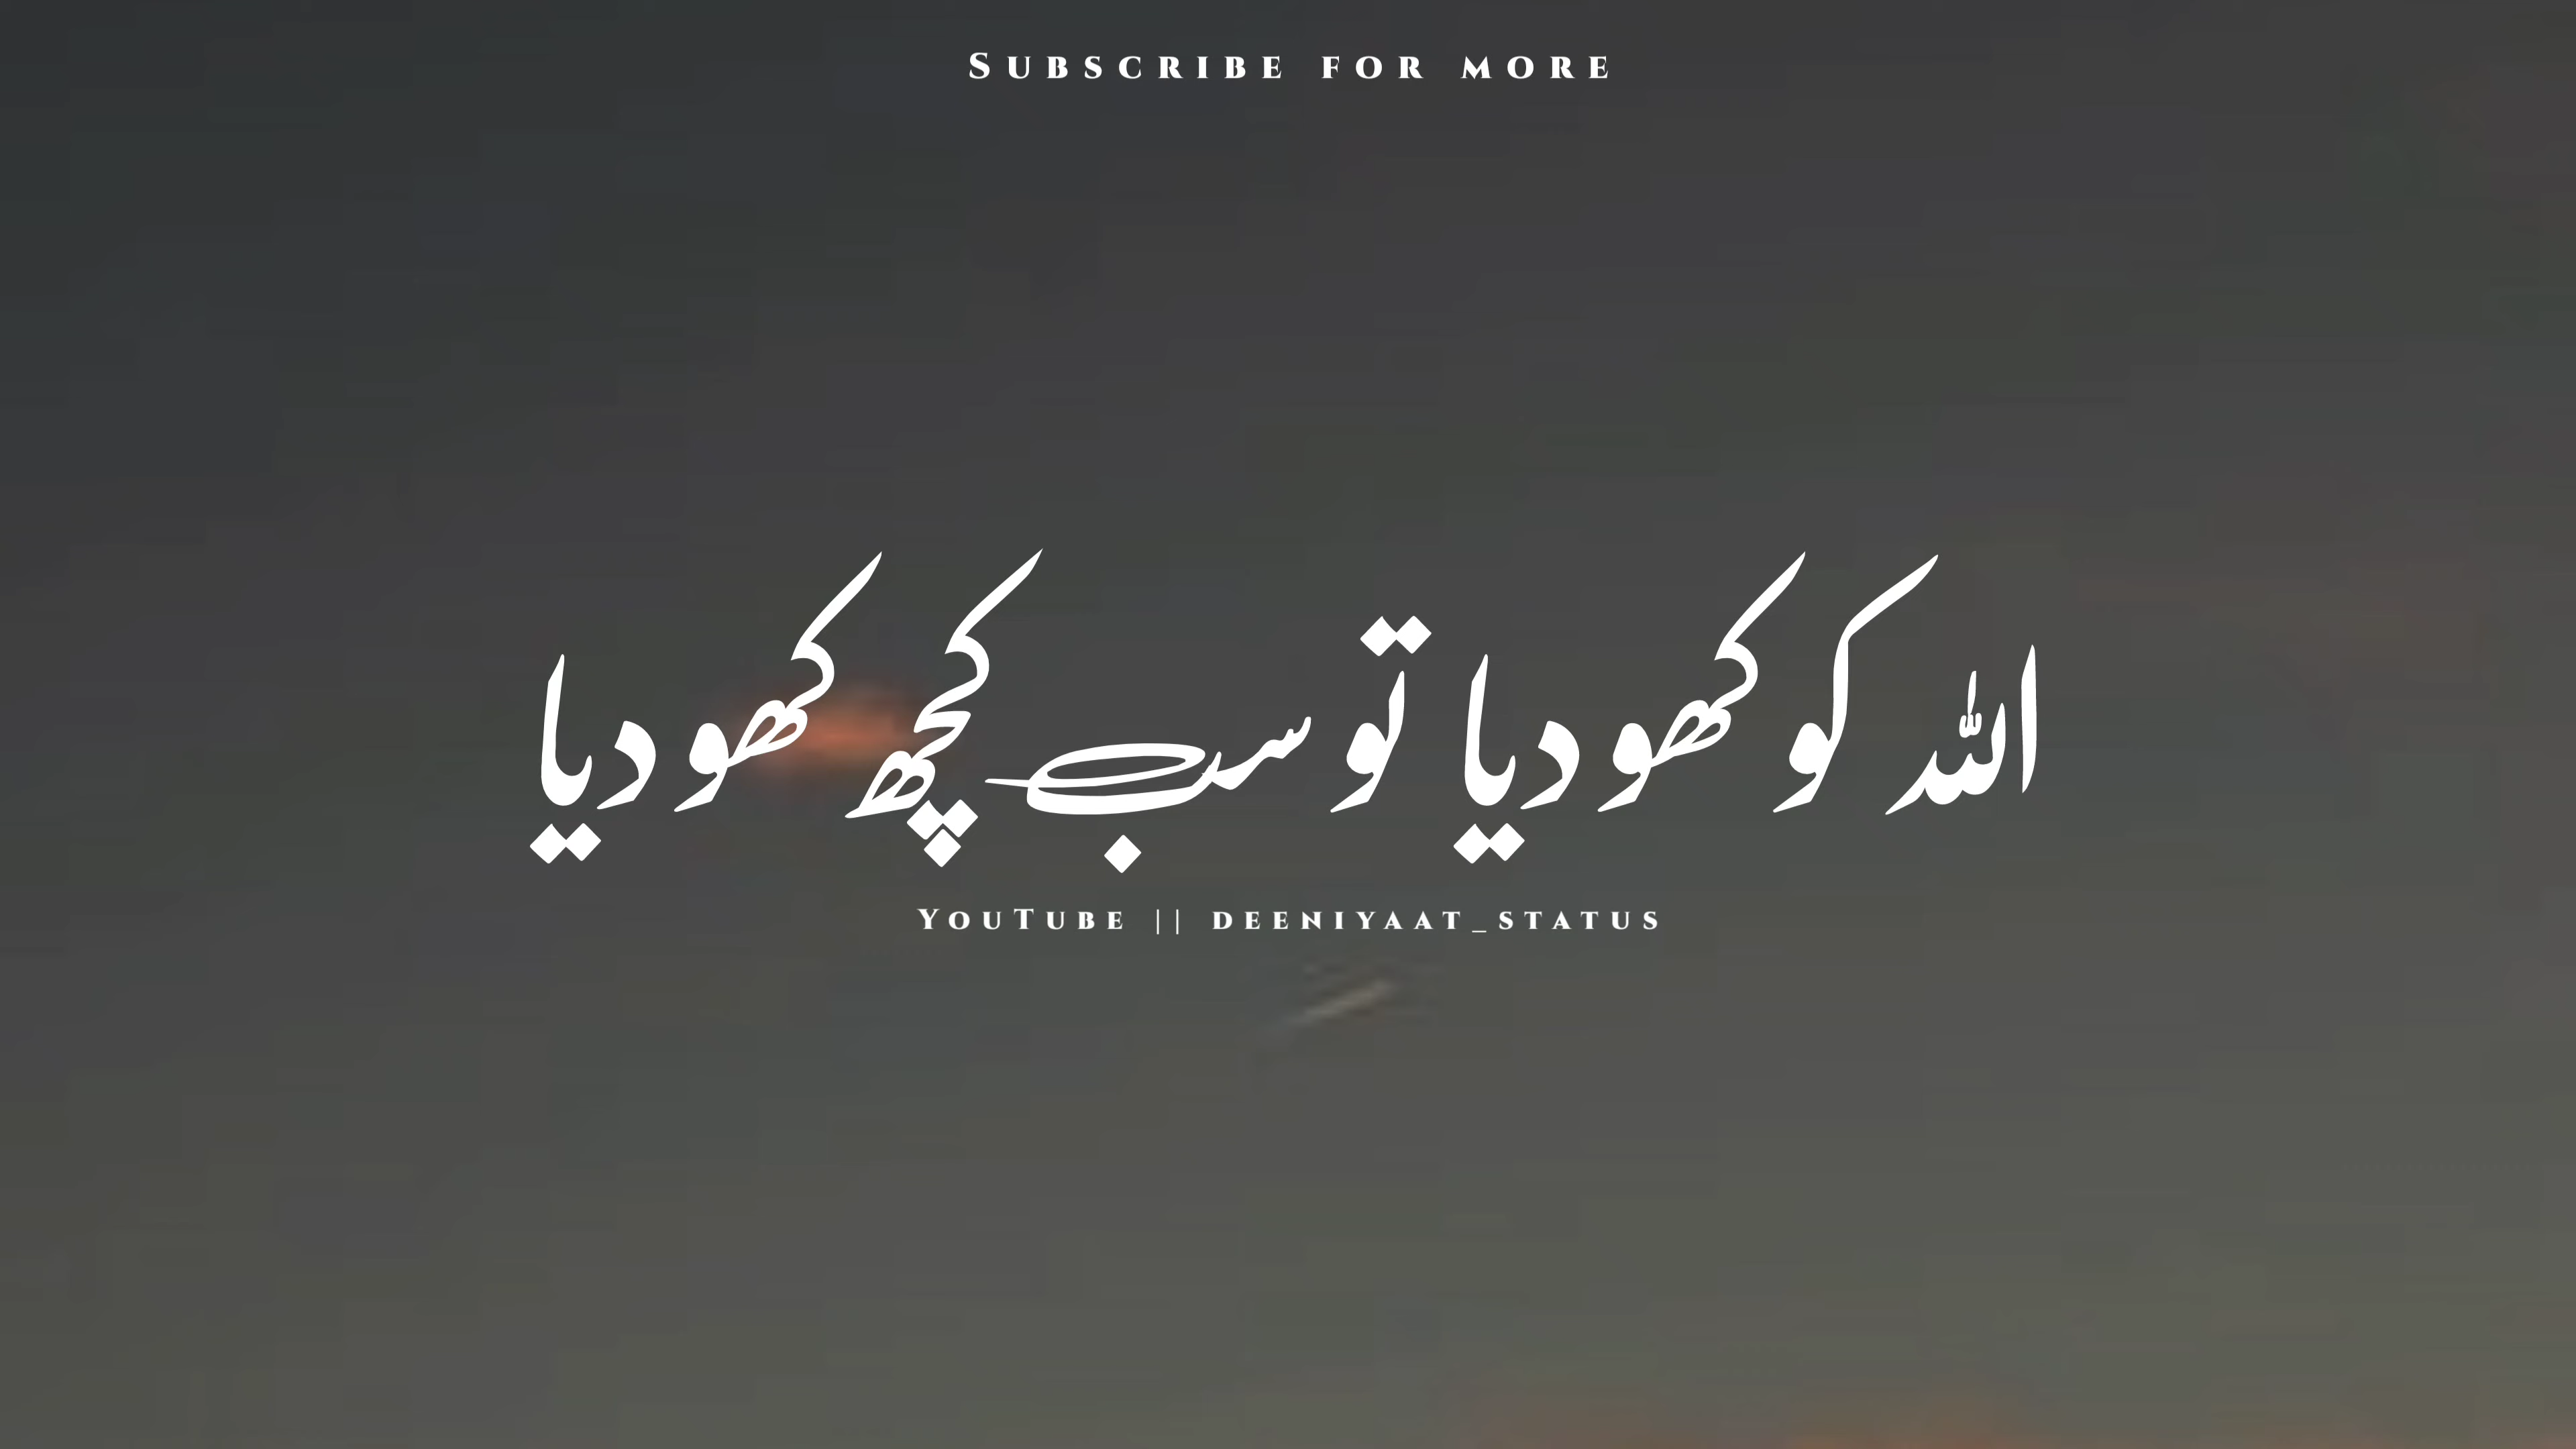 Subscribe for more
اللہ کو کھو دیا تو سب کچھ کھو دیا
YouTube || deeniyaat_status